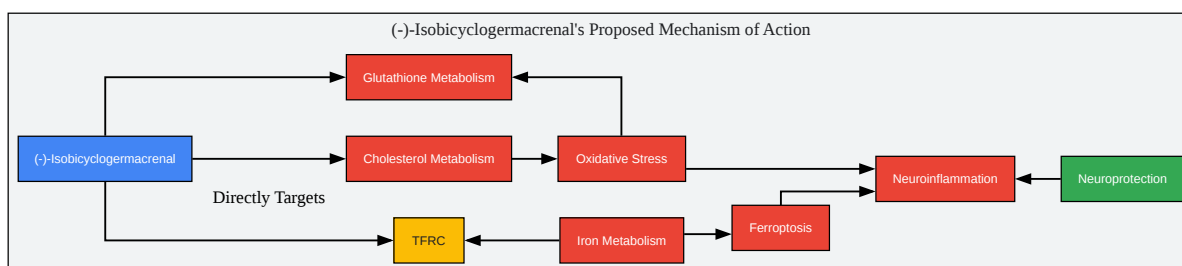 (-)-Isobicyclogermacrenal's Proposed Mechanism of Action
Glutathione Metabolism
(-)-Isobicyclogermacrenal
Cholesterol Metabolism
Oxidative Stress
Neuroinflammation
Neuroprotection
Directly Targets
TFRC
Iron Metabolism
Ferroptosis